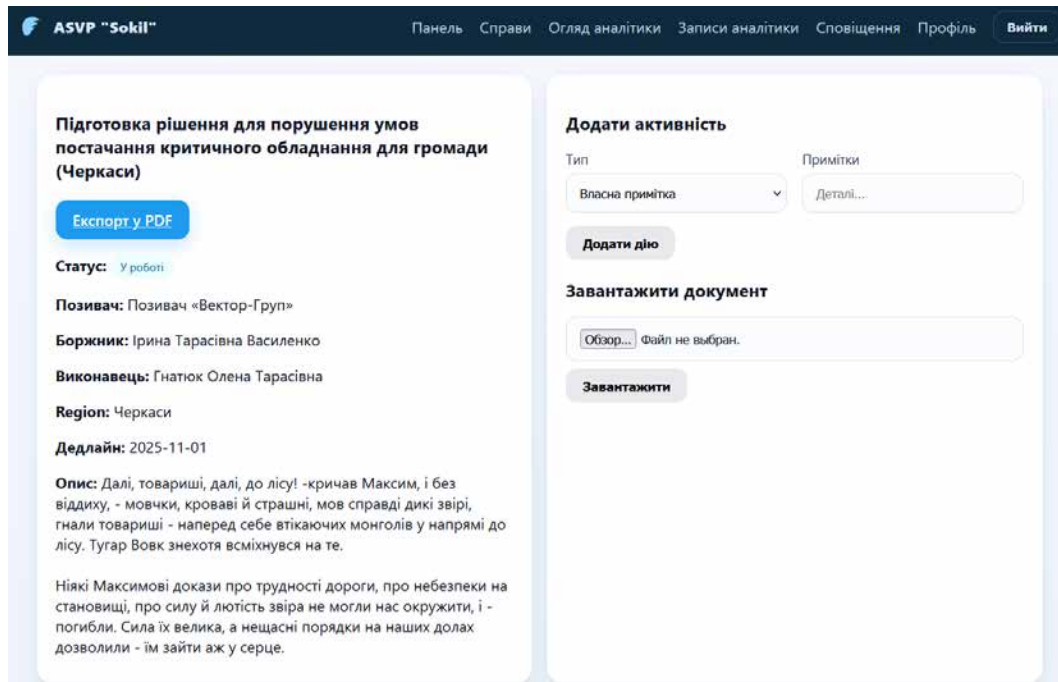 ASVP "Sokil"
Панель Справи Огляд аналітики Записи аналітики Сповіщення Профіль Вийти
Підготовка рішення для порушення умов
постачання критичного обладнання для громади
(Черкаси)
Експорт у PDF
Статус: У роботі
Позивач: Позивач «Вектор-Груп»
Боржник: Ірина Тарасівна Василенко
Виконавець: Гнатюк Олена Тарасівна
Region: Черкаси
Дедлайн: 2025-11-01
Опис: Далі, товариші, далі, до лісу! -кричав Максим, і без
віддиху, - мовчки, кроваві й страшні, мов справді дикі звірі,
гнали товариші - наперед себе втікаючих монголів у напрямі до
лісу. Тугар Вовк знехотя всміхнувся на те.
Ніякі Максимові докази про трудності дороги, про небезпеки на
становищі, про силу й лютість звіра не могли нас окружити, і -
погибли. Сила їх велика, а нещасні порядки на наших долах
дозволили - їм зайти аж у серце.
Додати активність
Тип Примітки
Власна примітка Деталі...
Додати дію
Завантажити документ
Обзор... Файл не выбран.
Завантажити